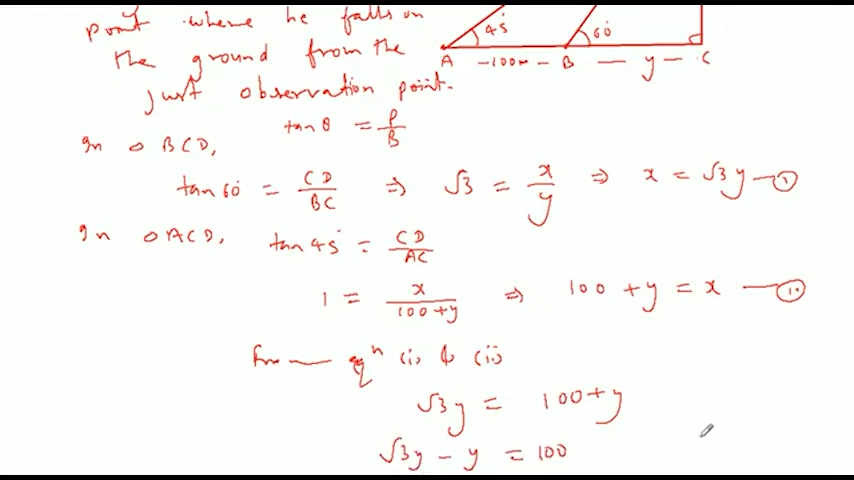 point where he falls on
the ground from the
just observation point.
45°
60°
A -100m- B — y — C
tan θ = P/B
In △ BCD,
tan 60° = CD/BC ⇒ √3 = x/y ⇒ x = √3 y — (i)
In △ ACD, tan 45° = CD/AC
1 = x/(100+y) ⇒ 100 + y = x — (ii)
From eqⁿ (i) & (ii)
√3y = 100+y
√3y - y = 100